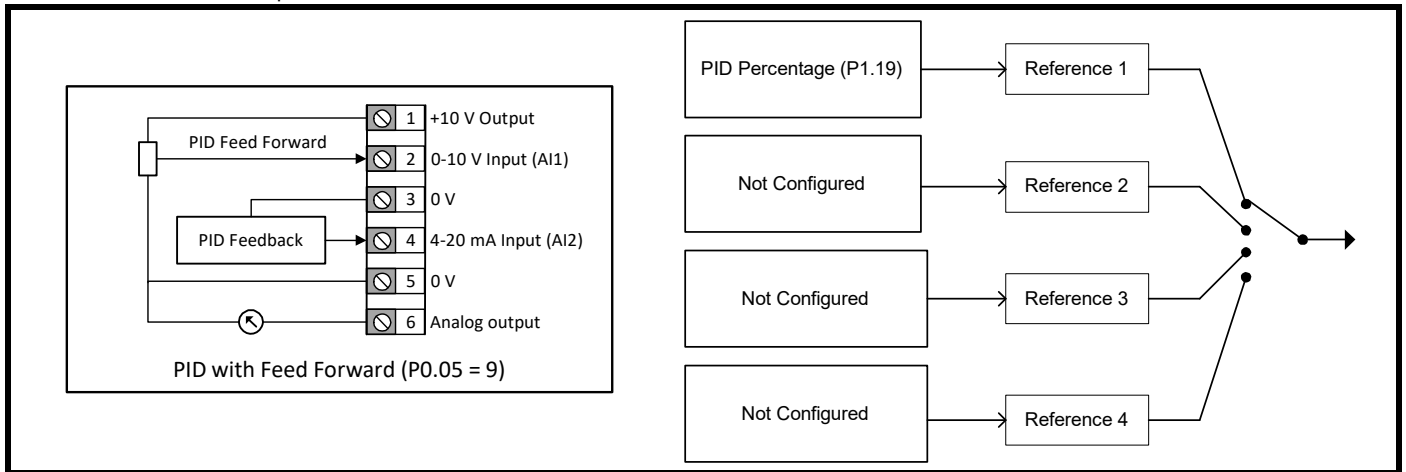 1 +10 V Output
PID Feed Forward
2 0-10 V Input (AI1)
3 0 V
PID Feedback
4 4-20 mA Input (AI2)
5 0 V
6 Analog output
PID with Feed Forward (P0.05 = 9)
PID Percentage (P1.19)
Reference 1
Not Configured
Reference 2
Not Configured
Reference 3
Not Configured
Reference 4